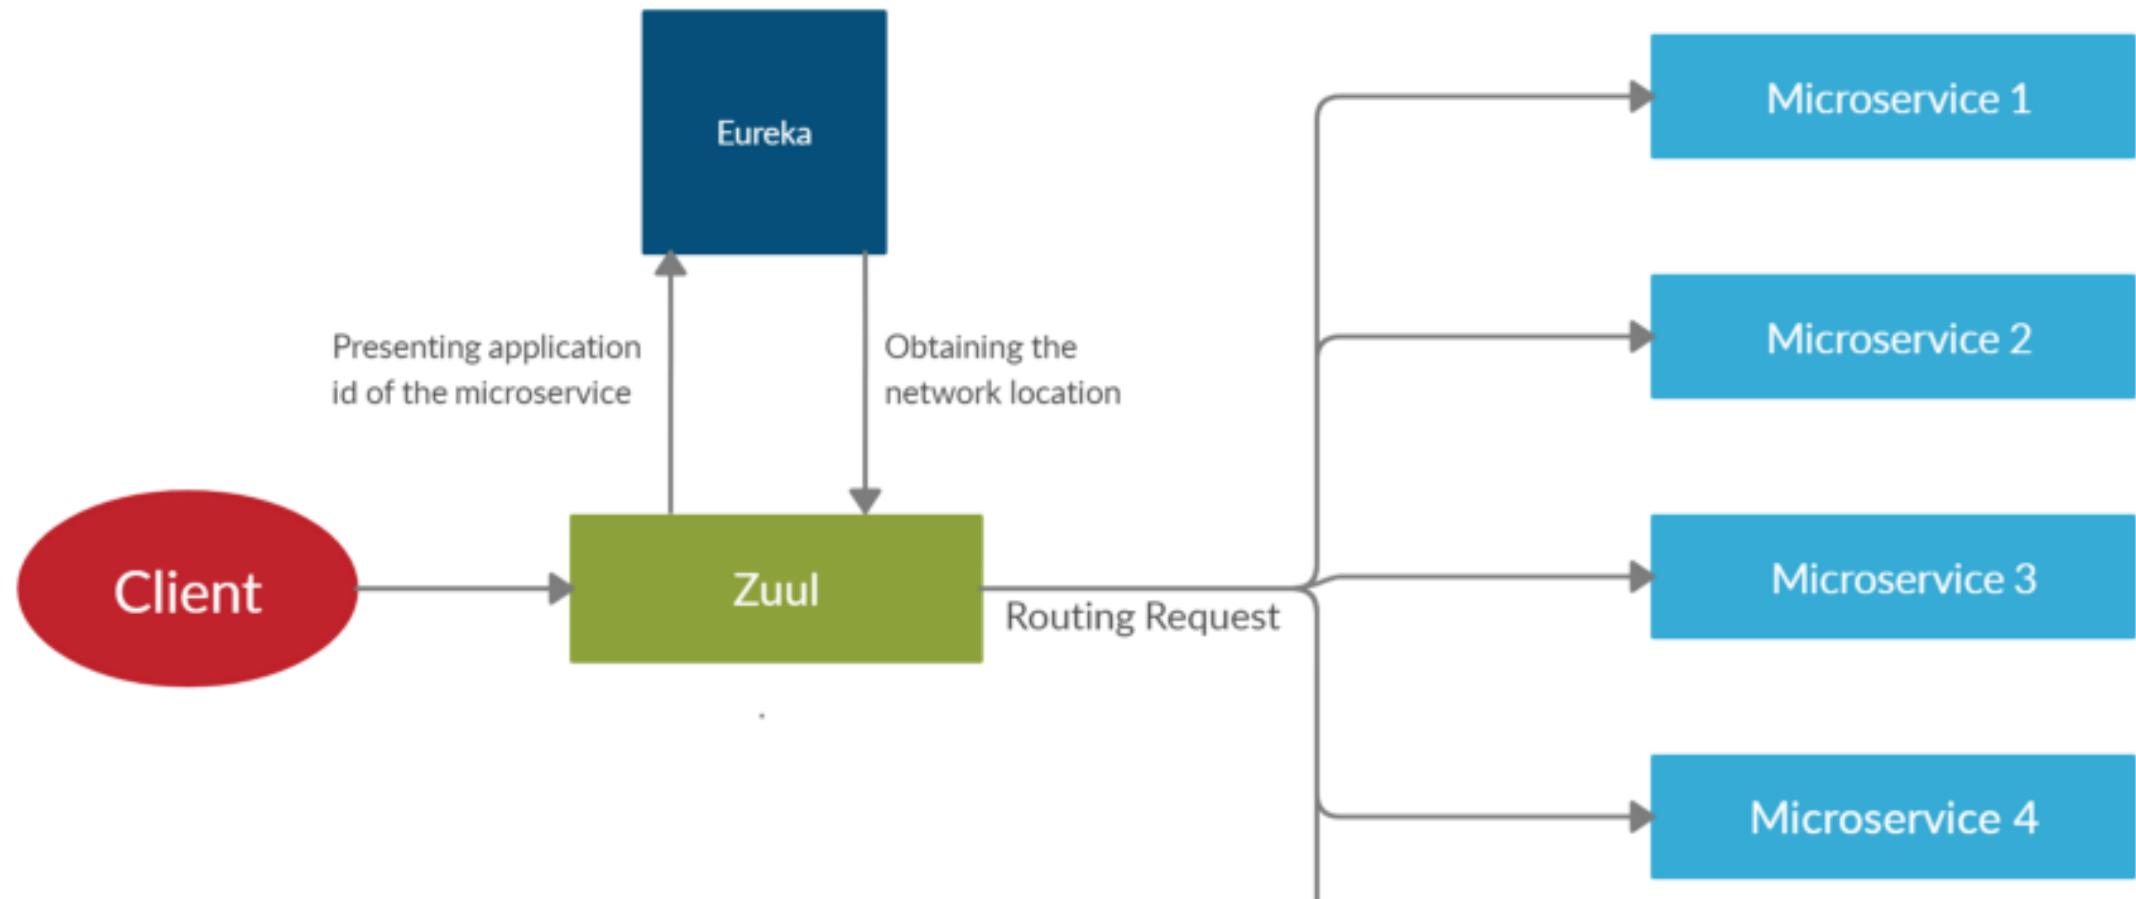 Eureka
Presenting application
id of the microservice
Obtaining the
network location
Client
Zuul
Routing Request
Microservice 1
Microservice 2
Microservice 3
Microservice 4